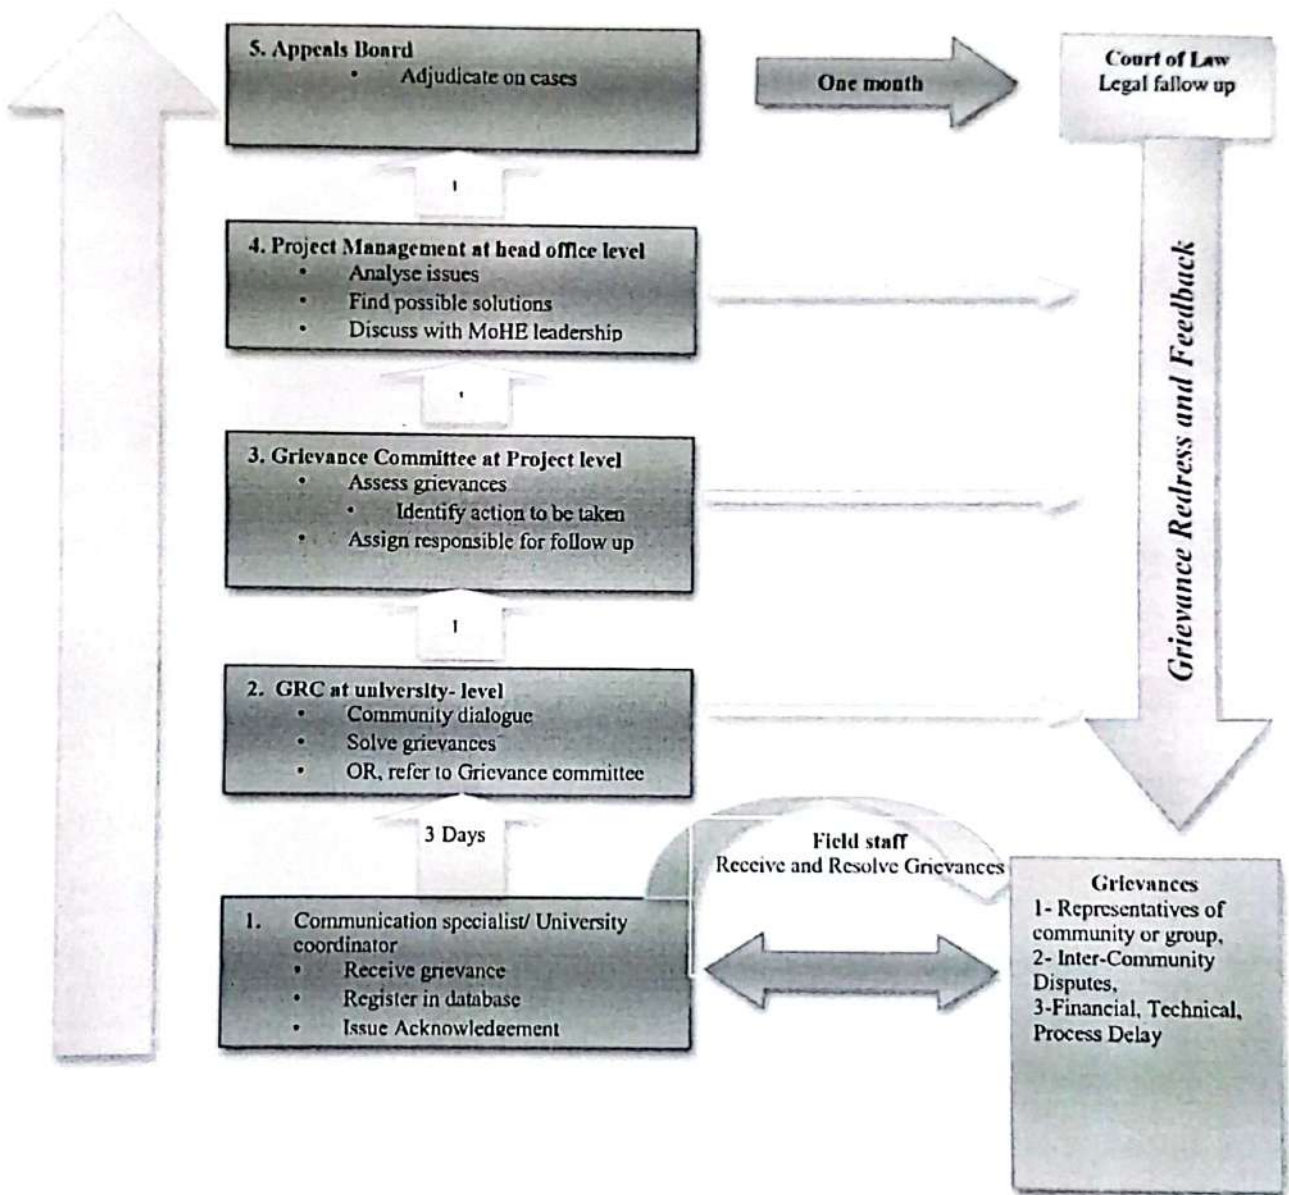 5. Appeals Board
• Adjudicate on cases
One month
Court of Law
Legal fallow up
1
4. Project Management at head office level
• Analyse issues
• Find possible solutions
• Discuss with MoHE leadership
1
3. Grievance Committee at Project level
• Assess grievances
• Identify action to be taken
• Assign responsible for follow up
1
2. GRC at university- level
• Community dialogue
• Solve grievances
• OR, refer to Grievance committee
Grievance Redress and Feedback
3 Days
Field staff
Receive and Resolve Grievances
1. Communication specialist/ University
coordinator
• Receive grievance
• Register in database
• Issue Acknowledgement
Grievances
1- Representatives of
community or group,
2- Inter-Community
Disputes,
3-Financial, Technical,
Process Delay